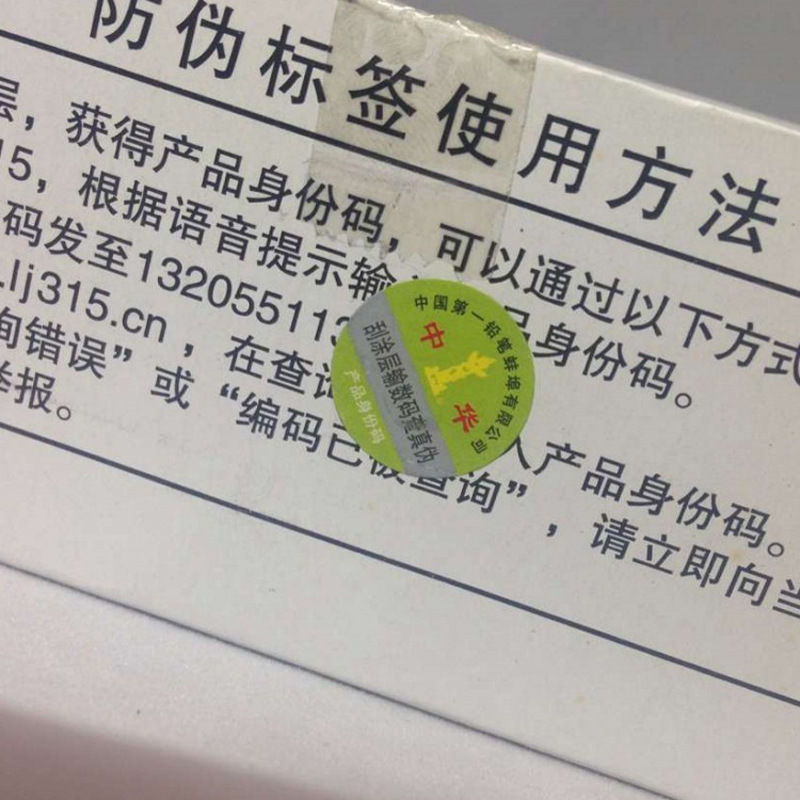 防伪标签使用方法
层，获得产品身份码，可以通过以下方式
15，根据语音提示输
品身份码。
码发至132055113
.lj315.cn，在查询
入产品身份码。
询错误”或“编码已被查询”，请立即向当
举报。
中国第一铅笔蚌埠有限公司
中华
刮涂层输数码查真伪
产品身份码